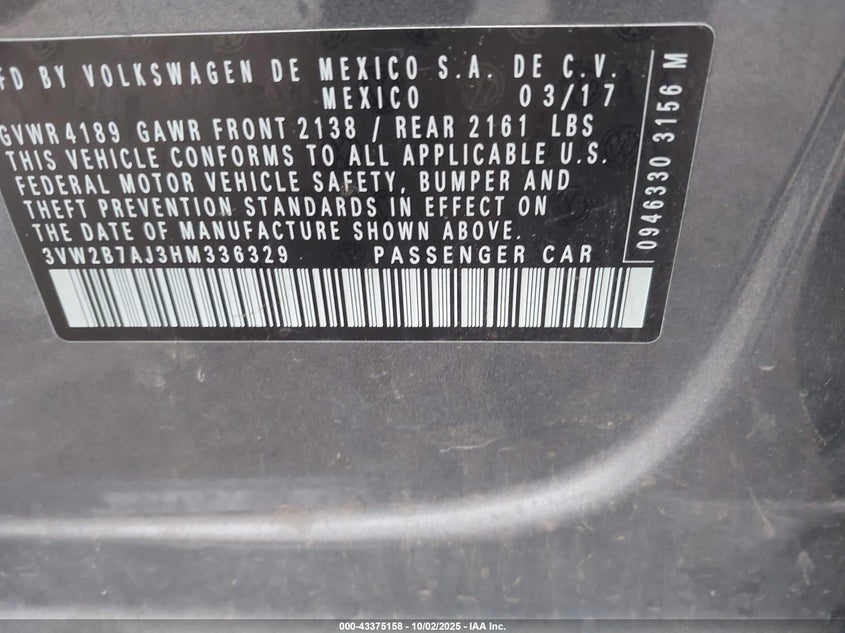 FD BY VOLKSWAGEN DE MEXICO S.A. DE C.V.
MEXICO 03/17
GVWR 4189 GAWR FRONT 2138 / REAR 2161 LBS
THIS VEHICLE CONFORMS TO ALL APPLICABLE U.S.
FEDERAL MOTOR VEHICLE SAFETY, BUMPER AND
THEFT PREVENTION STANDARDS IN EFFECT ON
THE DATE OF MANUFACTURE SHOWN ABOVE.
3VW2B7AJ3HM336329 PASSENGER CAR
0946330 3156 M
000-43375158 - 10/02/2025 - IAA Inc.